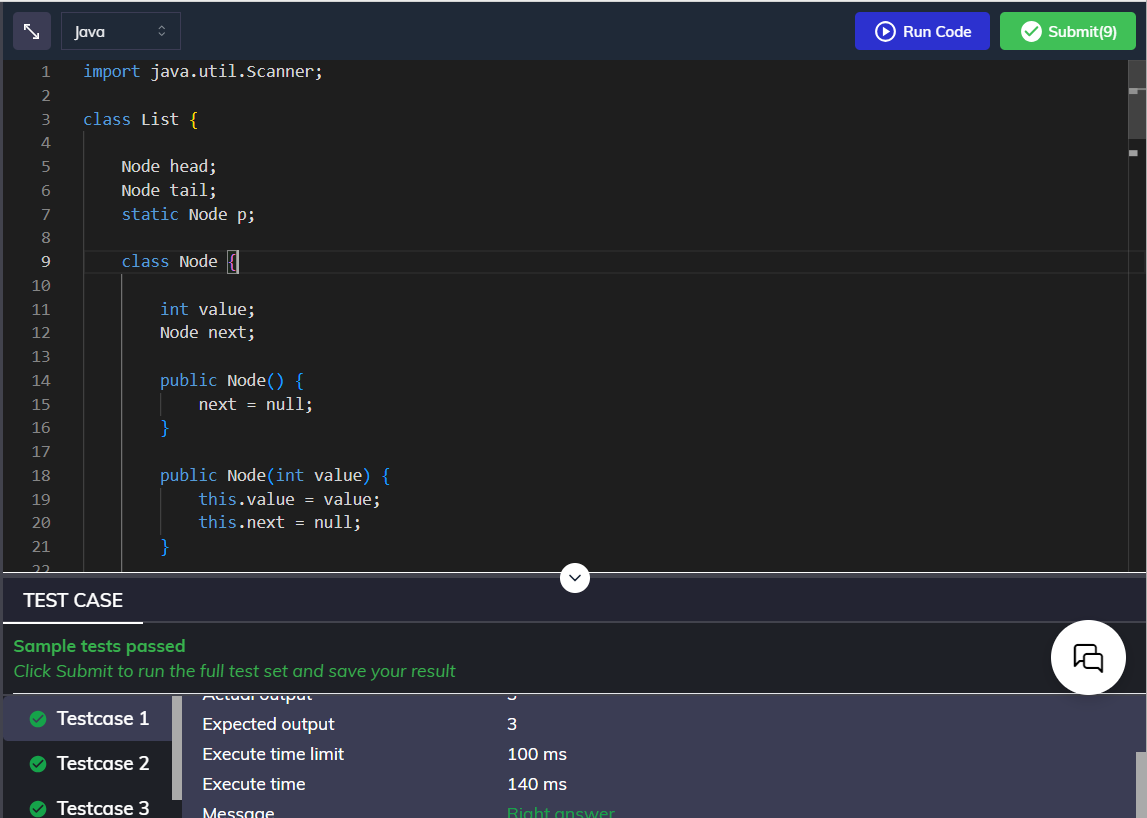 Java
Run Code
Submit(9)
1 import java.util.Scanner;
2
3 class List {
4
5 Node head;
6 Node tail;
7 static Node p;
8
9 class Node {
10
11 int value;
12 Node next;
13
14 public Node() {
15 next = null;
16 }
17
18 public Node(int value) {
19 this.value = value;
20 this.next = null;
21 }
22
TEST CASE
Sample tests passed
Click Submit to run the full test set and save your result
Actual output 3
Testcase 1
Expected output 3
Execute time limit 100 ms
Testcase 2
Execute time 140 ms
Testcase 3
Message Right answer